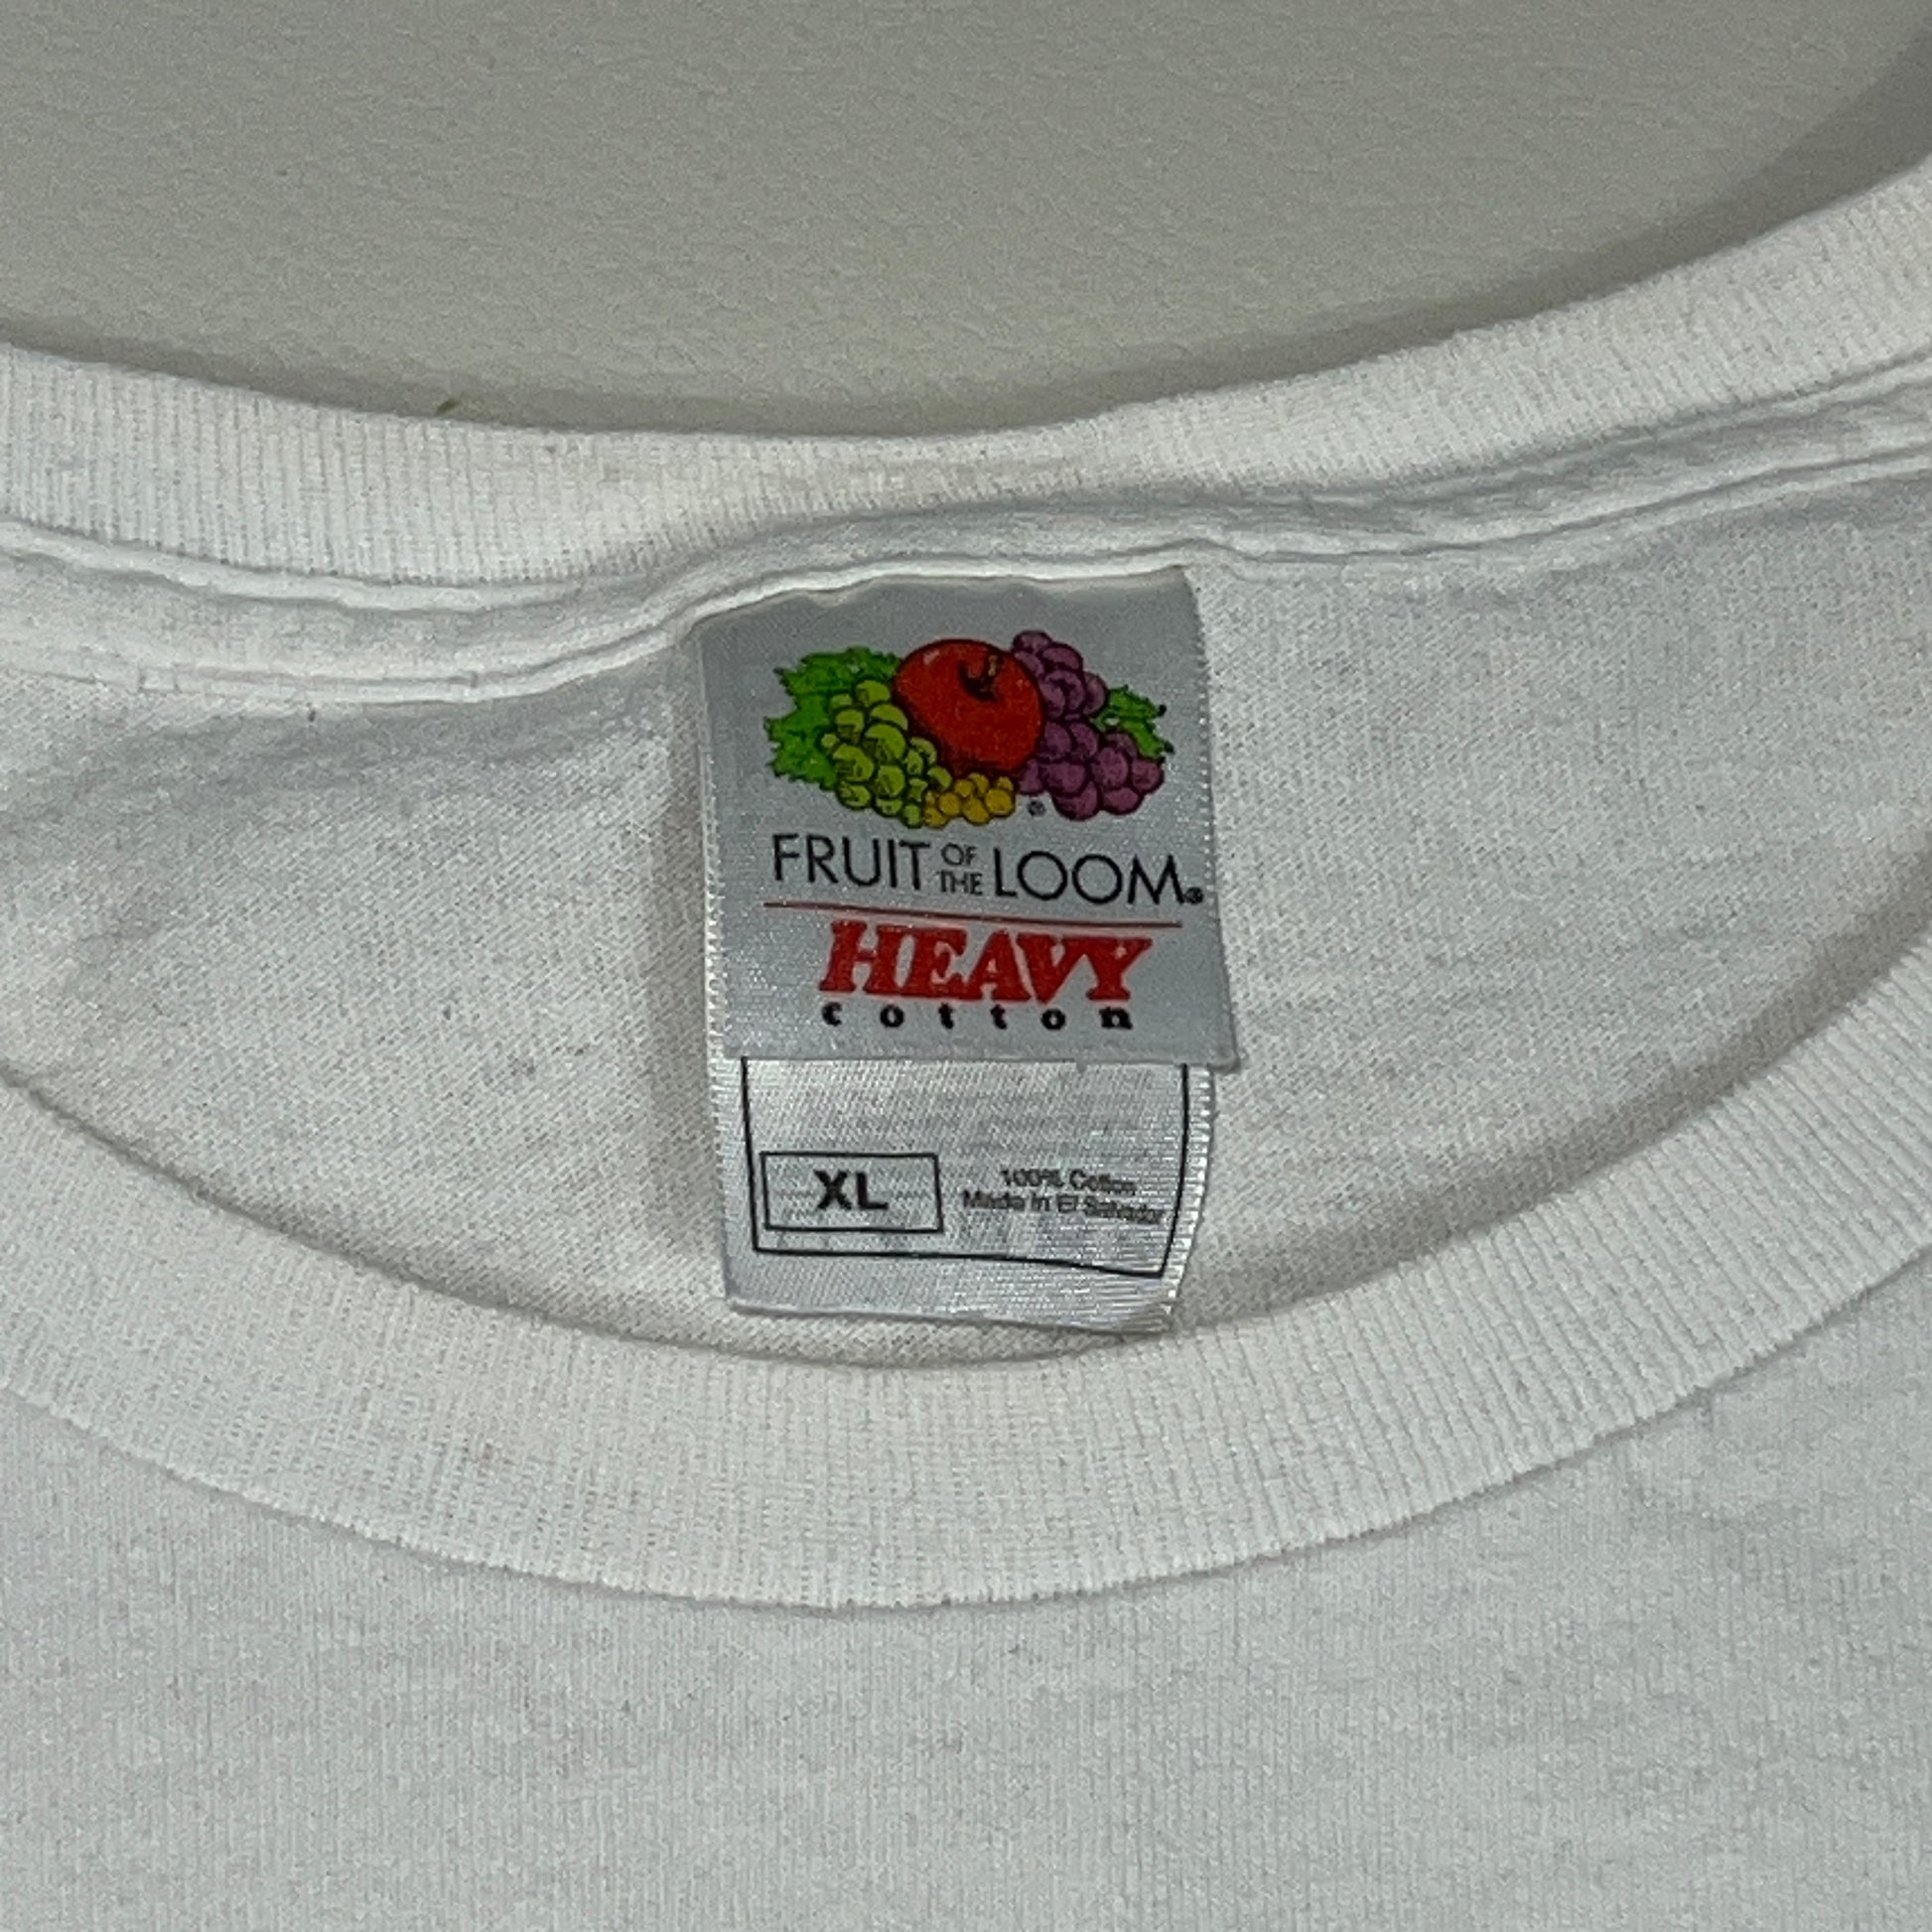 FRUIT OF THE LOOM®
HEAVY
cotton
XL
100% Cotton
Made in El Salvador